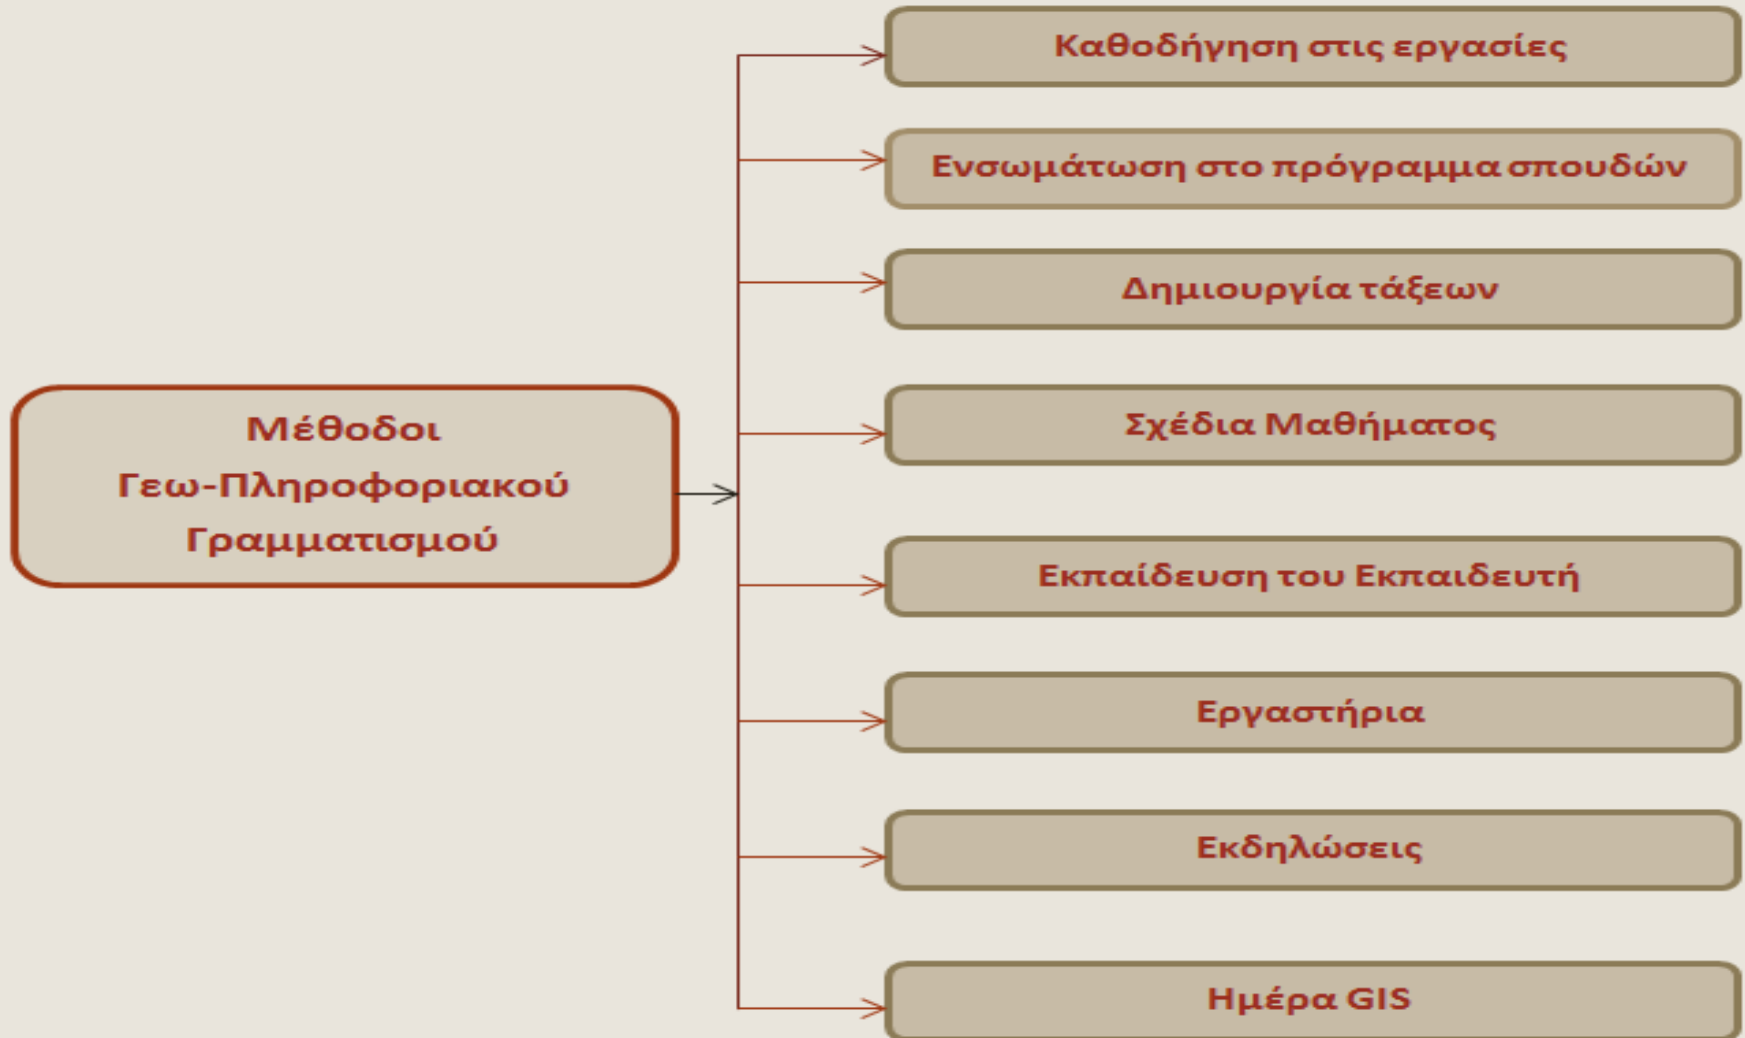 Μέθοδοι
Γεω-Πληροφοριακού
Γραμματισμού
Καθοδήγηση στις εργασίες
Ενσωμάτωση στο πρόγραμμα σπουδών
Δημιουργία τάξεων
Σχέδια Μαθήματος
Εκπαίδευση του Εκπαιδευτή
Εργαστήρια
Εκδηλώσεις
Ημέρα GIS